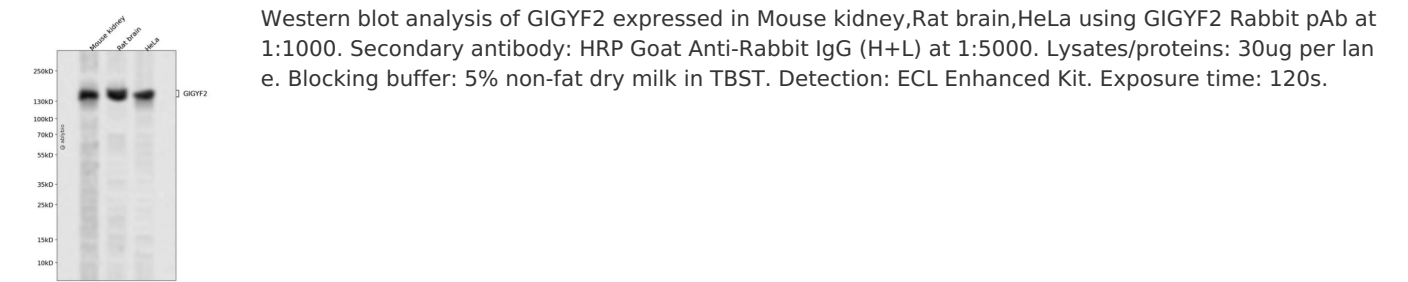 Western blot analysis of GIGYF2 expressed in Mouse kidney,Rat brain,HeLa using GIGYF2 Rabbit pAb at
1:1000. Secondary antibody: HRP Goat Anti-Rabbit IgG (H+L) at 1:5000. Lysates/proteins: 30ug per lan
e. Blocking buffer: 5% non-fat dry milk in TBST. Detection: ECL Enhanced Kit. Exposure time: 120s.
Mouse kidney
Rat brain
HeLa
250kD
130kD
100kD
70kD
55kD
35kD
25kD
15kD
10kD
GIGYF2